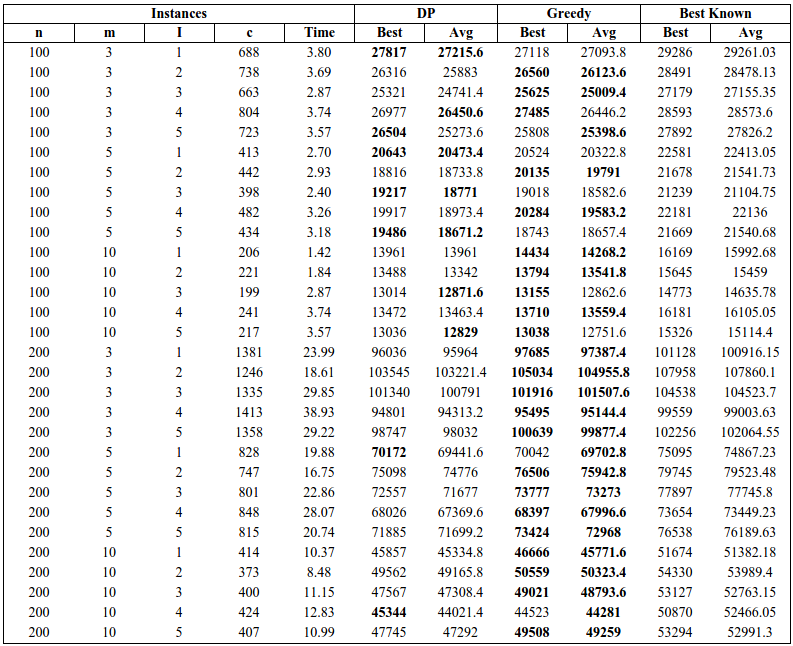 Instances DP Greedy Best Known
n m I c Time Best Avg Best Avg Best Avg
100 3 1 688 3.80 27817 27215.6 27118 27093.8 29286 29261.03
100 3 2 738 3.69 26316 25883 26560 26123.6 28491 28478.13
100 3 3 663 2.87 25321 24741.4 25625 25009.4 27179 27155.35
100 3 4 804 3.74 26977 26450.6 27485 26446.2 28593 28573.6
100 3 5 723 3.57 26504 25273.6 25808 25398.6 27892 27826.2
100 5 1 413 2.70 20643 20473.4 20524 20322.8 22581 22413.05
100 5 2 442 2.93 18816 18733.8 20135 19791 21678 21541.73
100 5 3 398 2.40 19217 18771 19018 18582.6 21239 21104.75
100 5 4 482 3.26 19917 18973.4 20284 19583.2 22181 22136
100 5 5 434 3.18 19486 18671.2 18743 18657.4 21669 21540.68
100 10 1 206 1.42 13961 13961 14434 14268.2 16169 15992.68
100 10 2 221 1.84 13488 13342 13794 13541.8 15645 15459
100 10 3 199 2.87 13014 12871.6 13155 12862.6 14773 14635.78
100 10 4 241 3.74 13472 13463.4 13710 13559.4 16181 16105.05
100 10 5 217 3.57 13036 12829 13038 12751.6 15326 15114.4
200 3 1 1381 23.99 96036 95964 97685 97387.4 101128 100916.15
200 3 2 1246 18.61 103545 103221.4 105034 104955.8 107958 107860.1
200 3 3 1335 29.85 101340 100791 101916 101507.6 104538 104523.7
200 3 4 1413 38.93 94801 94313.2 95495 95144.4 99559 99003.63
200 3 5 1358 29.22 98747 98032 100639 99877.4 102256 102064.55
200 5 1 828 19.88 70172 69441.6 70042 69702.8 75095 74867.23
200 5 2 747 16.75 75098 74776 76506 75942.8 79745 79523.48
200 5 3 801 22.86 72557 71677 73777 73273 77897 77745.8
200 5 4 848 28.07 68026 67369.6 68397 67996.6 73654 73449.23
200 5 5 815 20.74 71885 71699.2 73424 72968 76538 76189.63
200 10 1 414 10.37 45857 45334.8 46666 45771.6 51674 51382.18
200 10 2 373 8.48 49562 49165.8 50559 50323.4 54330 53989.4
200 10 3 400 11.15 47567 47308.4 49021 48793.6 53127 52763.15
200 10 4 424 12.83 45344 44021.4 44523 44281 50870 52466.05
200 10 5 407 10.99 47745 47292 49508 49259 53294 52991.3